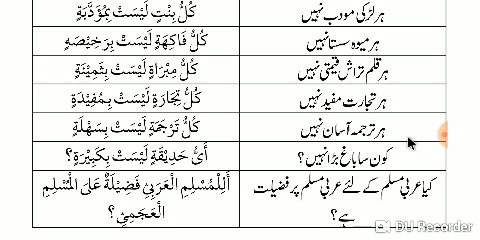 ہر لڑکی مودب نہیں	كُلُّ بِنْتٍ لَيْسَتْ بِمُؤَدَّبَةٍ
ہر میوہ سستا نہیں	كُلُّ فَاكِهَةٍ لَيْسَتْ بِرَخِيْصَةٍ
ہر قلم تراش قیمتی نہیں	كُلُّ مِبْرَاةٍ لَيْسَتْ بِثَمِيْنَةٍ
ہر تجارت مفید نہیں	كُلُّ تِجَارَةٍ لَيْسَتْ بِمُفِيْدَةٍ
ہر ترجمہ آسان نہیں	كُلُّ تَرْجَمَةٍ لَيْسَتْ بِسَهْلَةٍ
کون سا باغ بڑا نہیں؟	أَىُّ حَدِيْقَةٍ لَيْسَتْ بِكَبِيْرَةٍ؟
کیا عربی مسلم کے لئے عربی مسلم پر فضیلت	أَلِلْمُسْلِمِ الْعَرَبِيِّ فَضِيْلَةٌ عَلَى الْمُسْلِمِ
ہے؟	الْعَجَمِيِّ؟
DU Recorder